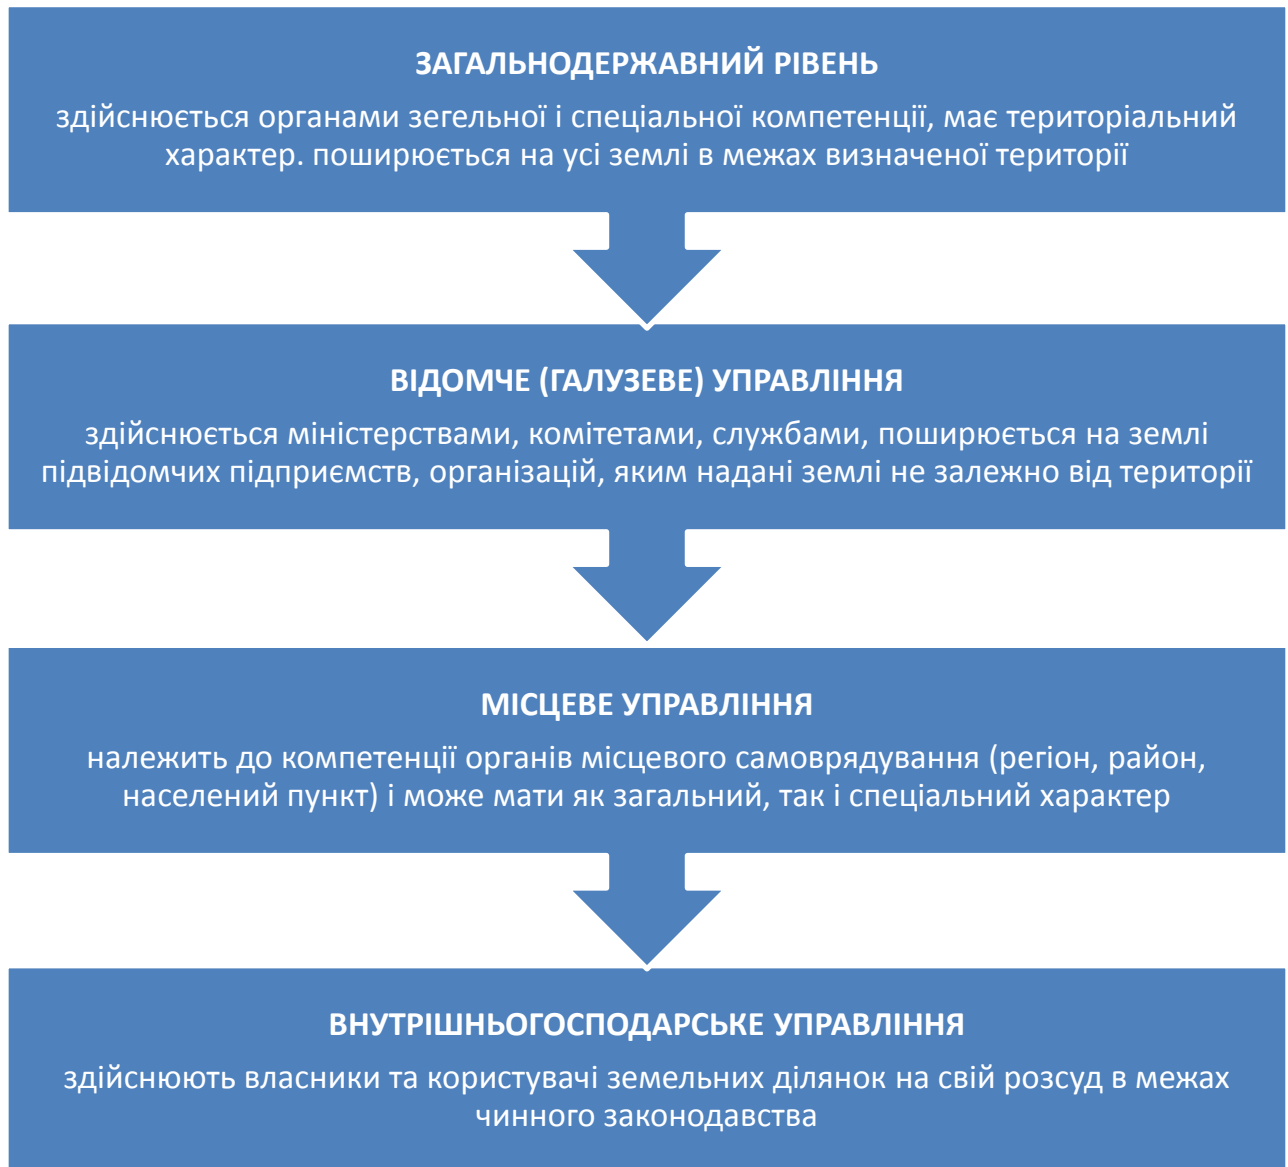 ЗАГАЛЬНОДЕРЖАВНИЙ РІВЕНЬ
здійснюється органами зегельної і спеціальної компетенції, має територіальний
характер. поширюється на усі землі в межах визначеної території
ВІДОМЧЕ (ГАЛУЗЕВЕ) УПРАВЛІННЯ
здійснюється міністерствами, комітетами, службами, поширюється на землі
підвідомчих підприємств, організацій, яким надані землі не залежно від території
МІСЦЕВЕ УПРАВЛІННЯ
належить до компетенції органів місцевого самоврядування (регіон, район,
населений пункт) і може мати як загальний, так і спеціальний характер
ВНУТРІШНЬОГОСПОДАРСЬКЕ УПРАВЛІННЯ
здійснюють власники та користувачі земельних ділянок на свій розсуд в межах
чинного законодавства